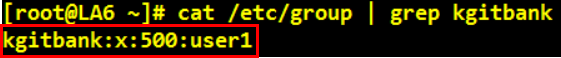 [root@LA6 ~]# cat /etc/group | grep kgitbank
kgitbank:x:500:user1